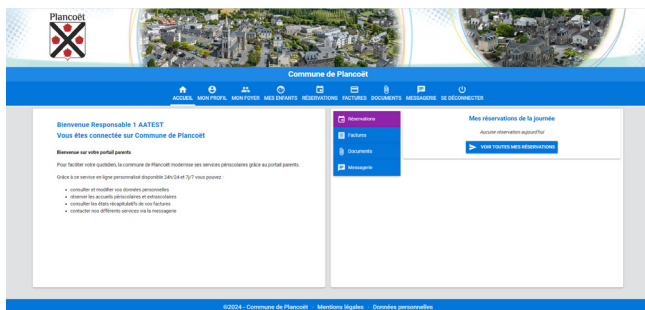 Plancoët
Commune de Plancoët
ACCUEIL MON PROFIL MON FOYER MES ENFANTS RÉSERVATIONS FACTURES DOCUMENTS MESSAGERIE SE DÉCONNECTER
Bienvenue Responsable 1 AATEST
Vous êtes connectée sur Commune de Plancoët
Bienvenue sur votre portail parents
Pour faciliter votre quotidien, la commune de Plancoët modernise ses services périscolaires grâce au portail parents.
Grâce à ce service en ligne personnalisé disponible 24h/24 et 7j/7 vous pouvez :
consulter et modifier vos données personnelles
réserver les accueils périscolaires et extrascolaires
consulter les états récapitulatifs de vos factures
contacter nos différents services via la messagerie
Réservations
Factures
Documents
Messagerie
Mes réservations de la journée
Aucune réservation aujourd'hui
VOIR TOUTES MES RÉSERVATIONS
©2024 - Commune de Plancoët - Mentions légales - Données personnelles